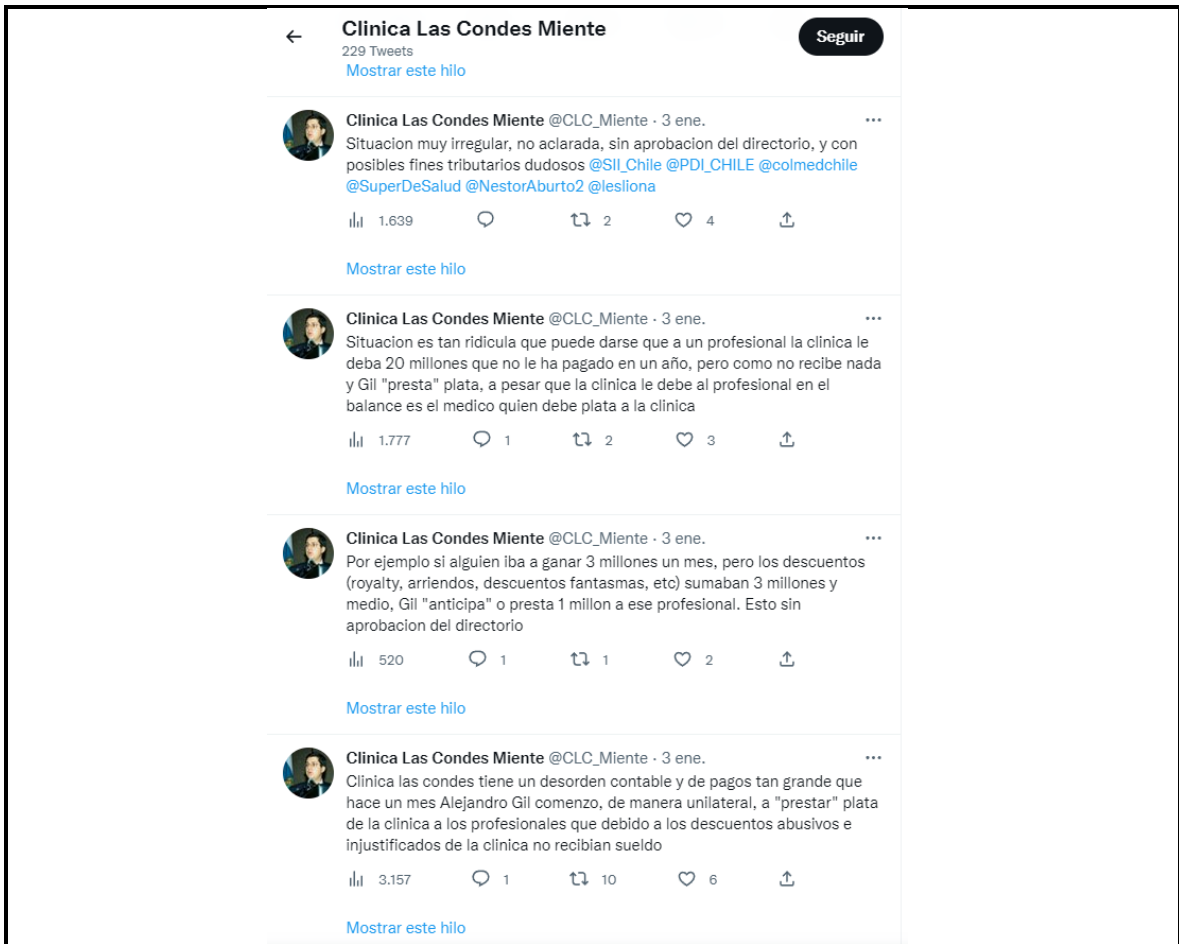 Clinica Las Condes Miente
229 Tweets
Seguir
Mostrar este hilo
Clinica Las Condes Miente @CLC_Miente · 3 ene.
Situacion muy irregular, no aclarada, sin aprobacion del directorio, y con
posibles fines tributarios dudosos @SII_Chile @PDI_CHILE @colmedchile
@SuperDeSalud @NestorAburto2 @lesliona
1.639 2 4
Mostrar este hilo
Clinica Las Condes Miente @CLC_Miente · 3 ene.
Situacion es tan ridicula que puede darse que a un profesional la clinica le
deba 20 millones que no le ha pagado en un año, pero como no recibe nada
y Gil "presta" plata, a pesar que la clinica le debe al profesional en el
balance es el medico quien debe plata a la clinica
1.777 1 2 3
Mostrar este hilo
Clinica Las Condes Miente @CLC_Miente · 3 ene.
Por ejemplo si alguien iba a ganar 3 millones un mes, pero los descuentos
(royalty, arriendos, descuentos fantasmas, etc) sumaban 3 millones y
medio, Gil "anticipa" o presta 1 millon a ese profesional. Esto sin
aprobacion del directorio
520 1 1 2
Mostrar este hilo
Clinica Las Condes Miente @CLC_Miente · 3 ene.
Clinica las condes tiene un desorden contable y de pagos tan grande que
hace un mes Alejandro Gil comenzo, de manera unilateral, a "prestar" plata
de la clinica a los profesionales que debido a los descuentos abusivos e
injustificados de la clinica no recibian sueldo
3.157 1 10 6
Mostrar este hilo